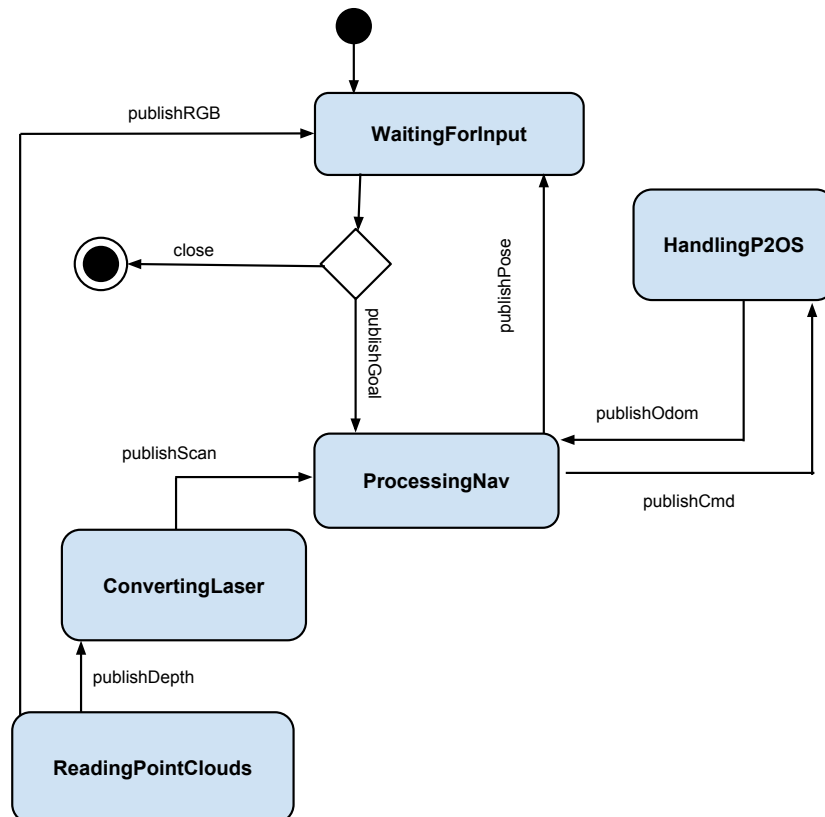 publishRGB
WaitingForInput
HandlingP2OS
close
publishPose
publishGoal
publishOdom
publishScan
ProcessingNav
publishCmd
ConvertingLaser
publishDepth
ReadingPointClouds